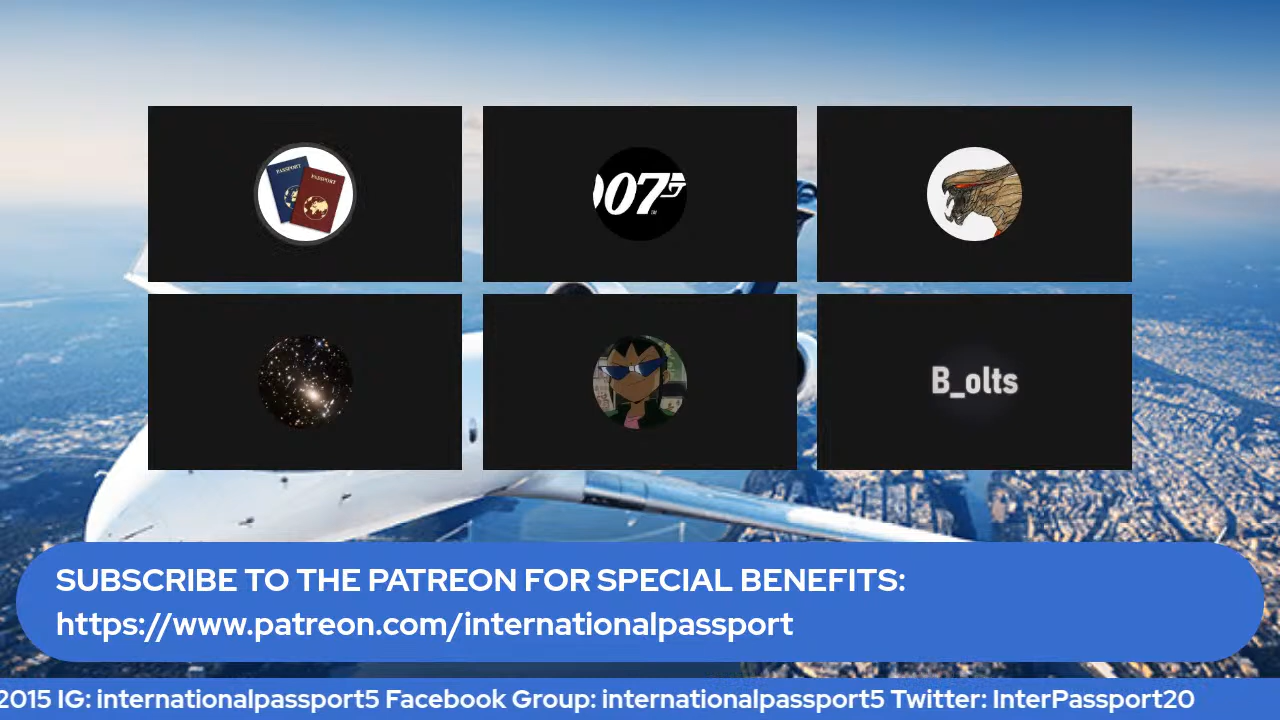 PASSPORT
PASSPORT
007
B_olts
SUBSCRIBE TO THE PATREON FOR SPECIAL BENEFITS:
https://www.patreon.com/internationalpassport
2015 IG: internationalpassport5 Facebook Group: internationalpassport5 Twitter: InterPassport20